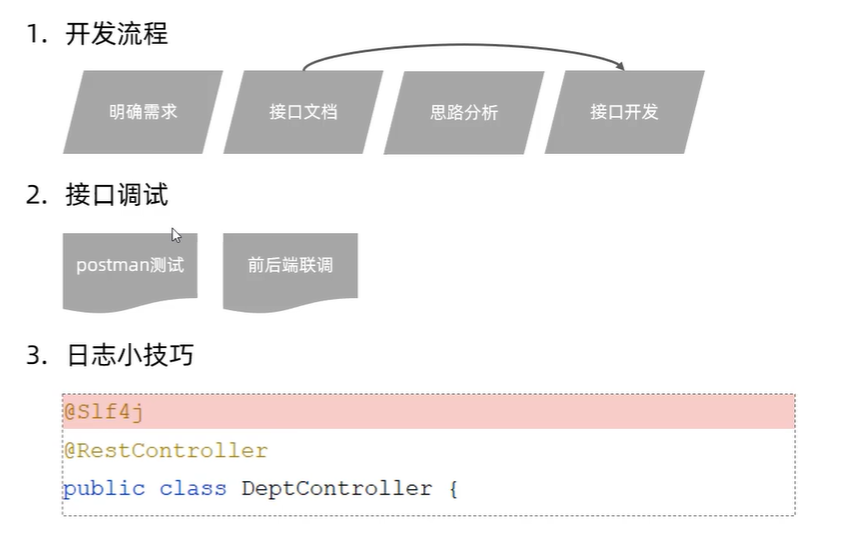 1. 开发流程
明确需求 接口文档 思路分析 接口开发
2. 接口调试
postman测试 前后端联调
3. 日志小技巧
@Slf4j
@RestController
public class DeptController {